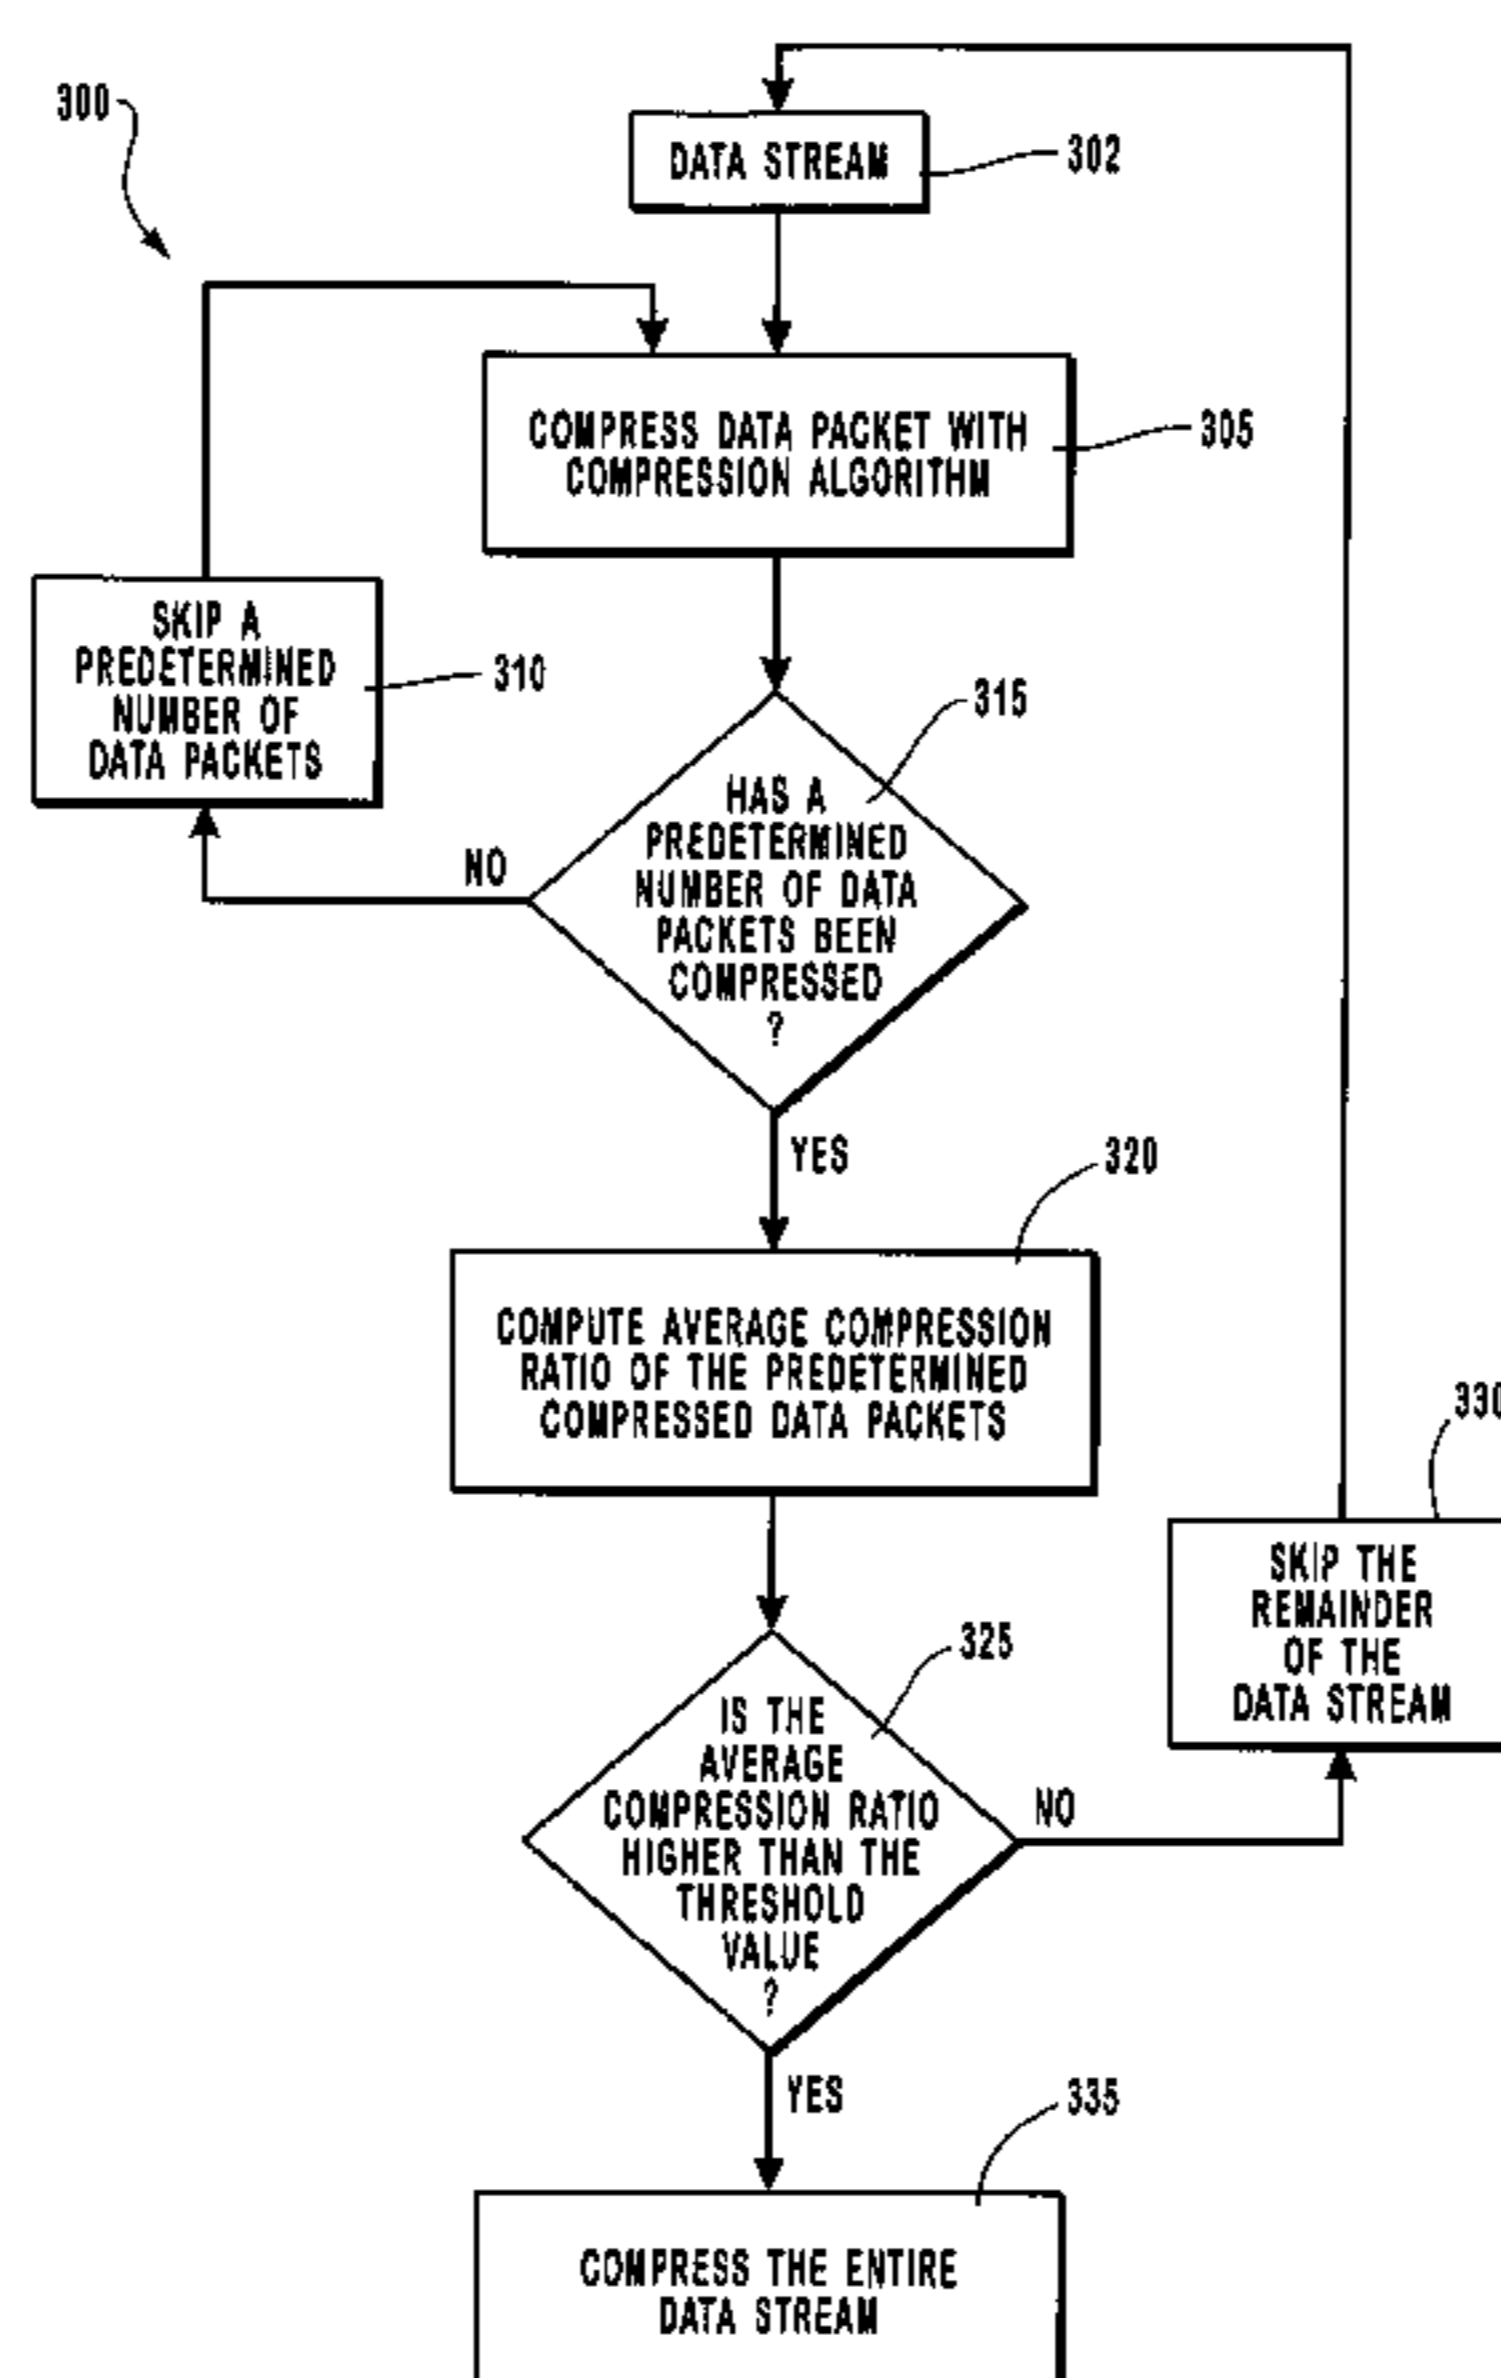 300
DATA STREAM
302
COMPRESS DATA PACKET WITH
COMPRESSION ALGORITHM
305
SKIP A
PREDETERMINED
NUMBER OF
DATA PACKETS
310
315
HAS A
PREDETERMINED
NUMBER OF DATA
PACKETS BEEN
COMPRESSED
?
NO
YES
320
COMPUTE AVERAGE COMPRESSION
RATIO OF THE PREDETERMINED
COMPRESSED DATA PACKETS
330
SKIP THE
REMAINDER
OF THE
DATA STREAM
325
IS THE
AVERAGE
COMPRESSION RATIO
HIGHER THAN THE
THRESHOLD
VALUE
?
NO
YES
335
COMPRESS THE ENTIRE
DATA STREAM